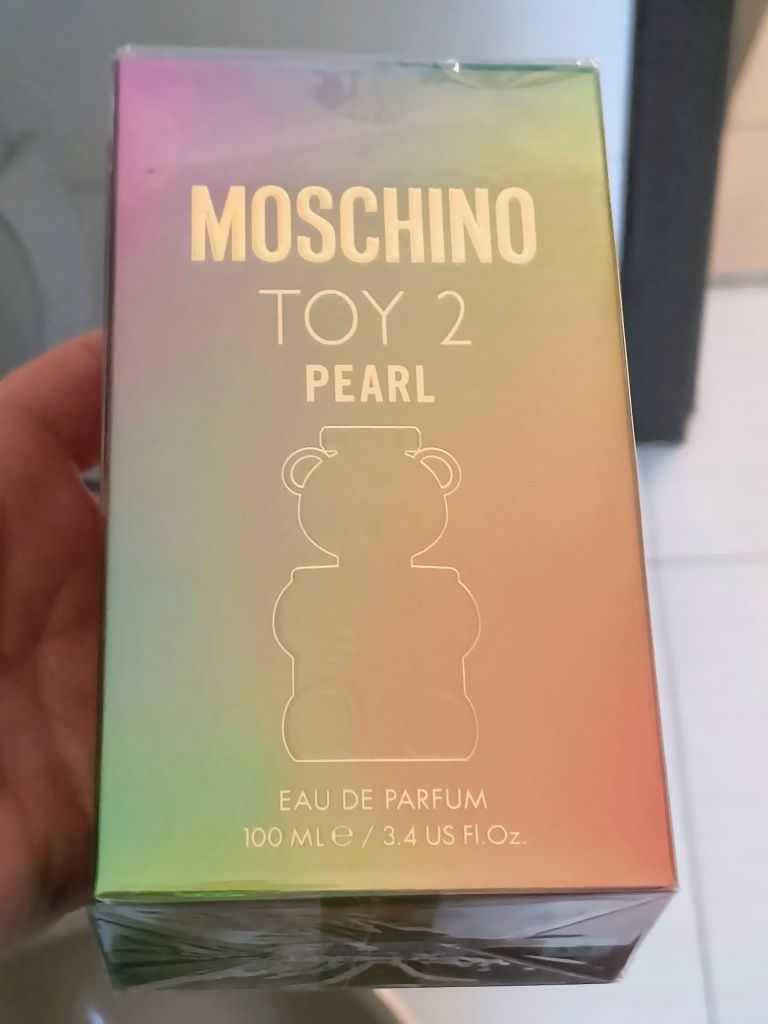 MOSCHINO
TOY 2
PEARL
EAU DE PARFUM
100 ML ℮ / 3.4 US Fl.Oz.